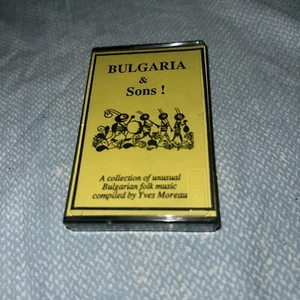 BULGARIA
&
Sons !
A collection of unusual
Bulgarian folk music
compiled by Yves Moreau